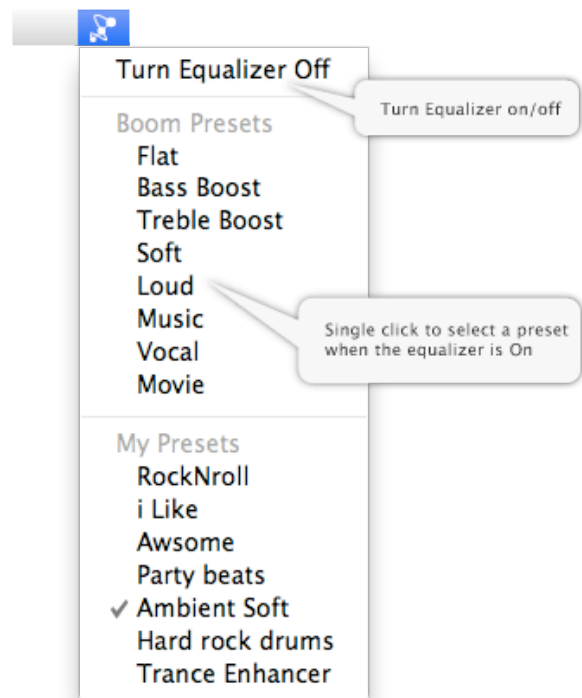 Turn Equalizer Off
Turn Equalizer on/off
Boom Presets
Flat
Bass Boost
Treble Boost
Soft
Loud
Music
Vocal
Movie
Single click to select a preset
when the equalizer is On
My Presets
RockNroll
i Like
Awsome
Party beats
✓ Ambient Soft
Hard rock drums
Trance Enhancer